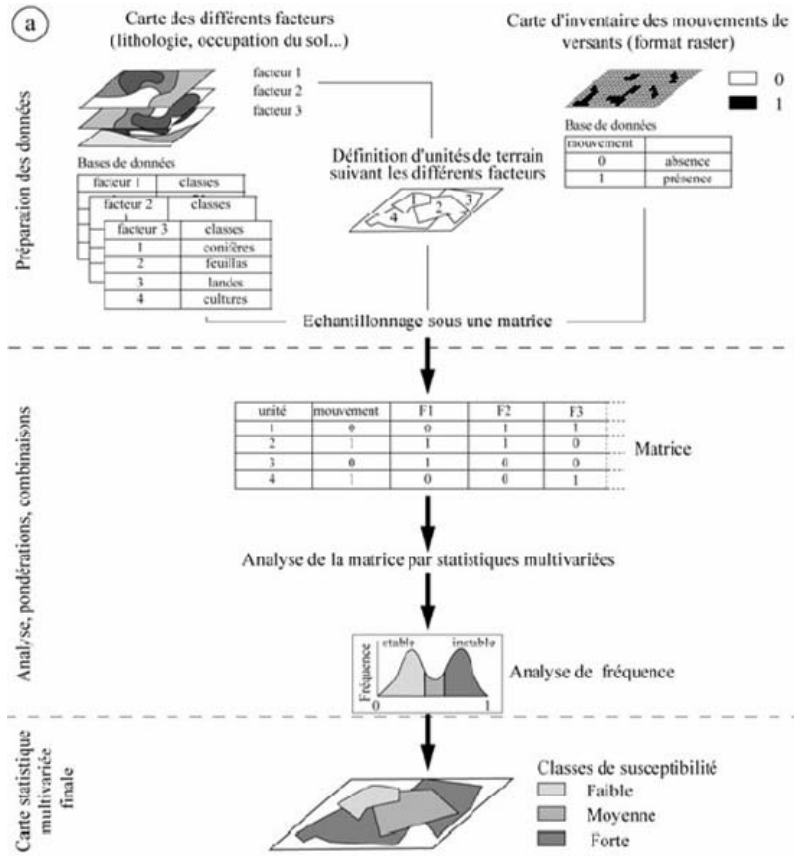 a
Carte des différents facteurs
(lithologie, occupation du sol...)
Carte d'inventaire des mouvements de
versants (format raster)
facteur 1
facteur 2
facteur 3
0
1
Base de données
mouvement
0 absence
1 présence
Définition d'unités de terrain
suivant les différents facteurs
1
2
3
4
Bases de données
facteur 1 classes
facteur 2 classes
facteur 3 classes
1 conifères
2 feuillas
3 landes
4 cultures
Préparation des données
Echantillonnage sous une matrice
unité mouvement F1 F2 F3
1 0 0 1 1
2 1 1 1 0
3 0 1 0 0
4 1 0 0 1
Matrice
Analyse de la matrice par statistiques multivariées
Analyse, pondérations, combinaisons
stable instable
Fréquence
0 1
Analyse de fréquence
Carte statistique
multivariée
finale
Classes de susceptibilité
Faible
Moyenne
Forte